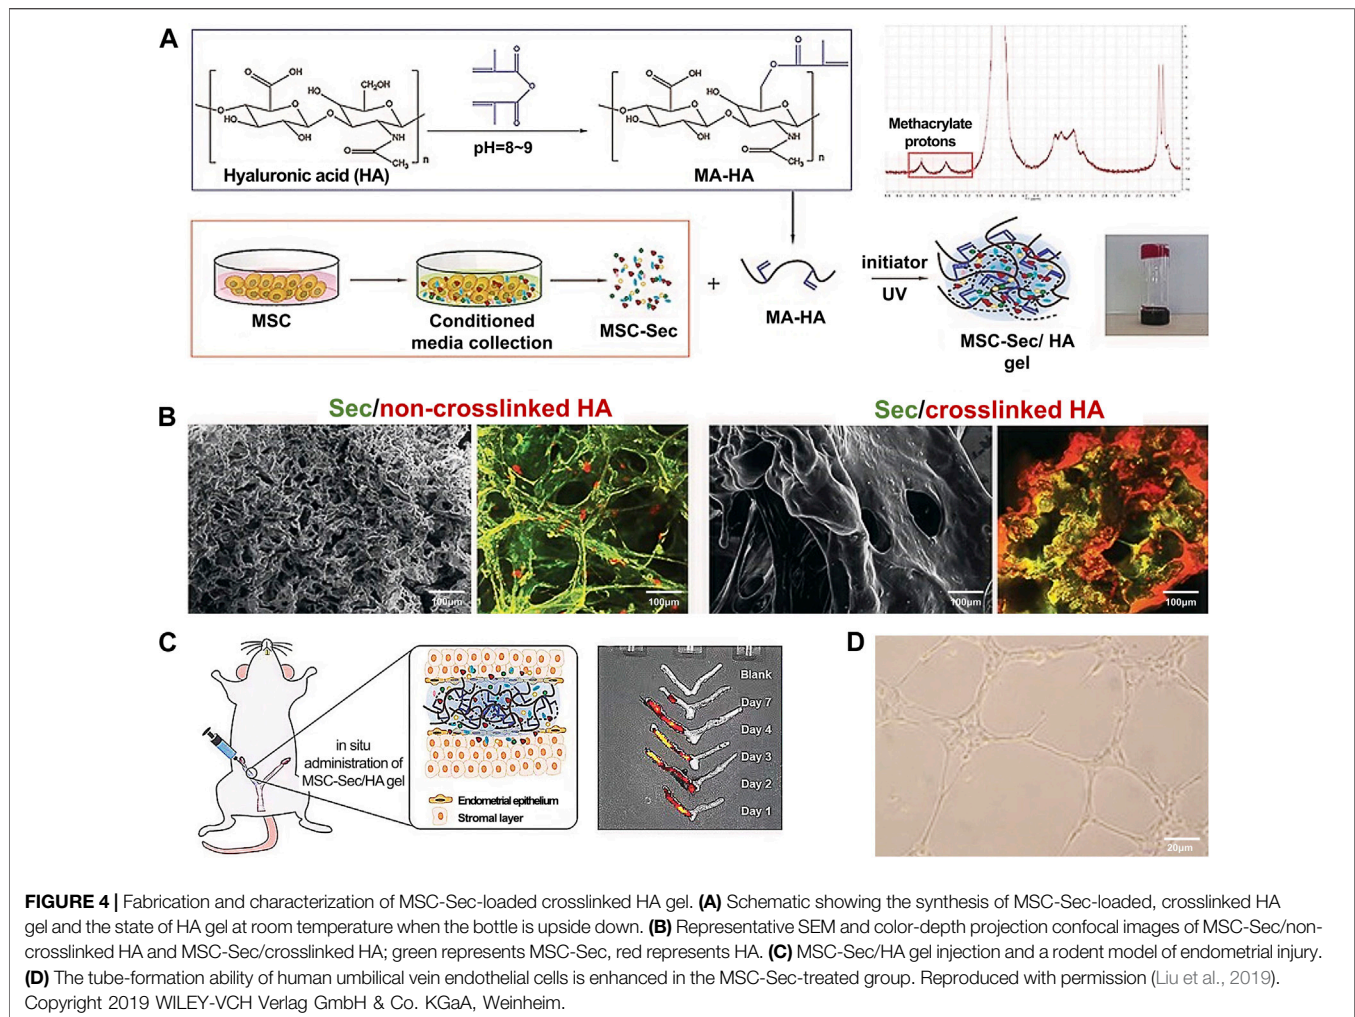 A
OH
O
CH₂OH
HO
OH
NH
CH₃
n
Hyaluronic acid (HA)
pH=8~9
MA-HA
Methacrylate
protons
MSC
Conditioned
media collection
MSC-Sec
+
MA-HA
initiator
UV
MSC-Sec/ HA
gel
B
Sec/non-crosslinked HA
Sec/crosslinked HA
100μm
100μm
100μm
100μm
C
in situ
administration of
MSC-Sec/HA gel
Endometrial epithelium
Stromal layer
Blank
Day 7
Day 4
Day 3
Day 2
Day 1
D
20μm
FIGURE 4 | Fabrication and characterization of MSC-Sec-loaded crosslinked HA gel. (A) Schematic showing the synthesis of MSC-Sec-loaded, crosslinked HA
gel and the state of HA gel at room temperature when the bottle is upside down. (B) Representative SEM and color-depth projection confocal images of MSC-Sec/non-
crosslinked HA and MSC-Sec/crosslinked HA; green represents MSC-Sec, red represents HA. (C) MSC-Sec/HA gel injection and a rodent model of endometrial injury.
(D) The tube-formation ability of human umbilical vein endothelial cells is enhanced in the MSC-Sec-treated group. Reproduced with permission (Liu et al., 2019).
Copyright 2019 WILEY-VCH Verlag GmbH & Co. KGaA, Weinheim.